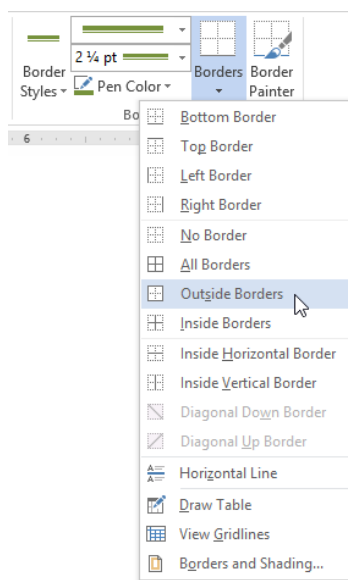 2 ¼ pt
Border Styles
Pen Color
Borders
Border Painter
Bo
6
Bottom Border
Top Border
Left Border
Right Border
No Border
All Borders
Outside Borders
Inside Borders
Inside Horizontal Border
Inside Vertical Border
Diagonal Down Border
Diagonal Up Border
Horizontal Line
Draw Table
View Gridlines
Borders and Shading...